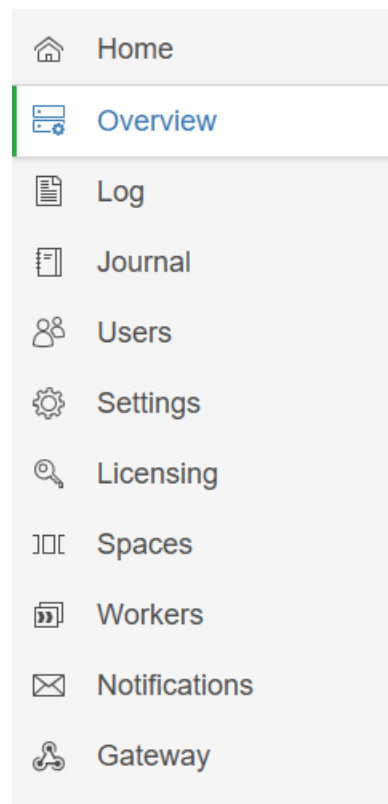 Home
Overview
Log
Journal
Users
Settings
Licensing
Spaces
Workers
Notifications
Gateway